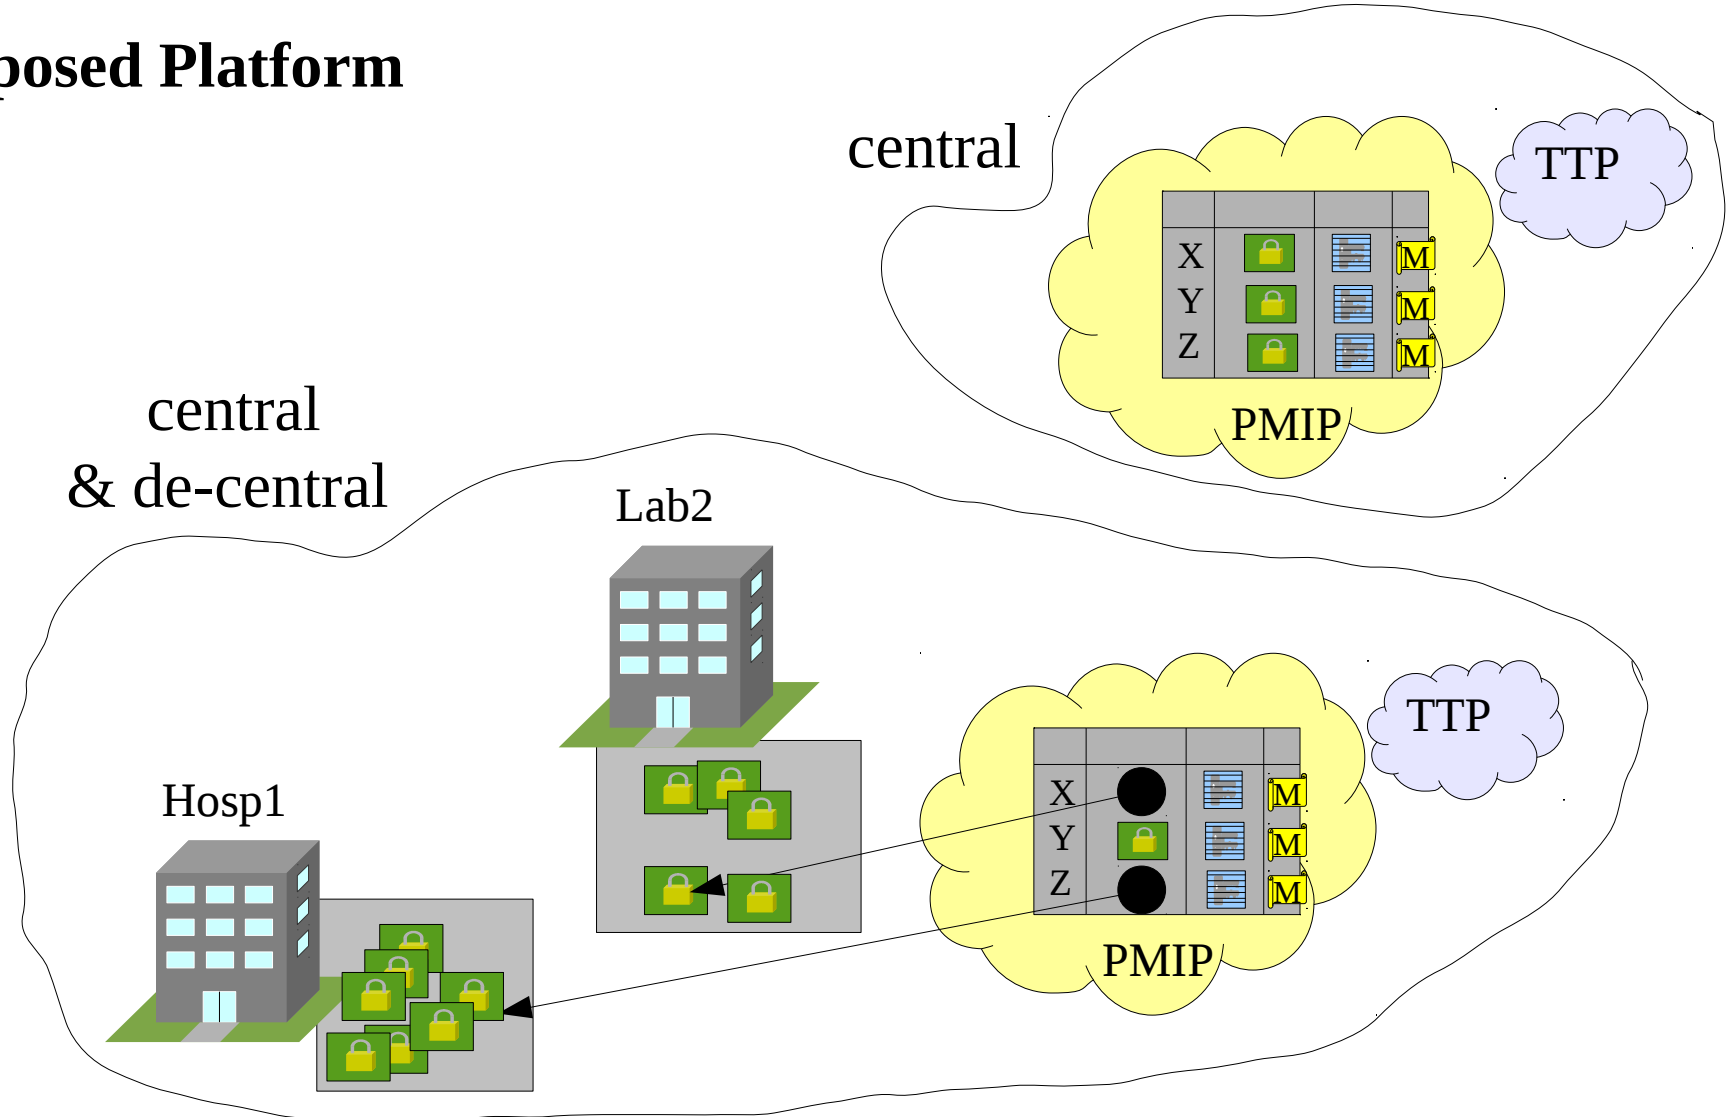 posed Platform
central
TTP
X
M
Y
M
Z
M
PMIP
central
& de-central
Lab2
TTP
X
M
Y
M
Z
M
PMIP
Hosp1